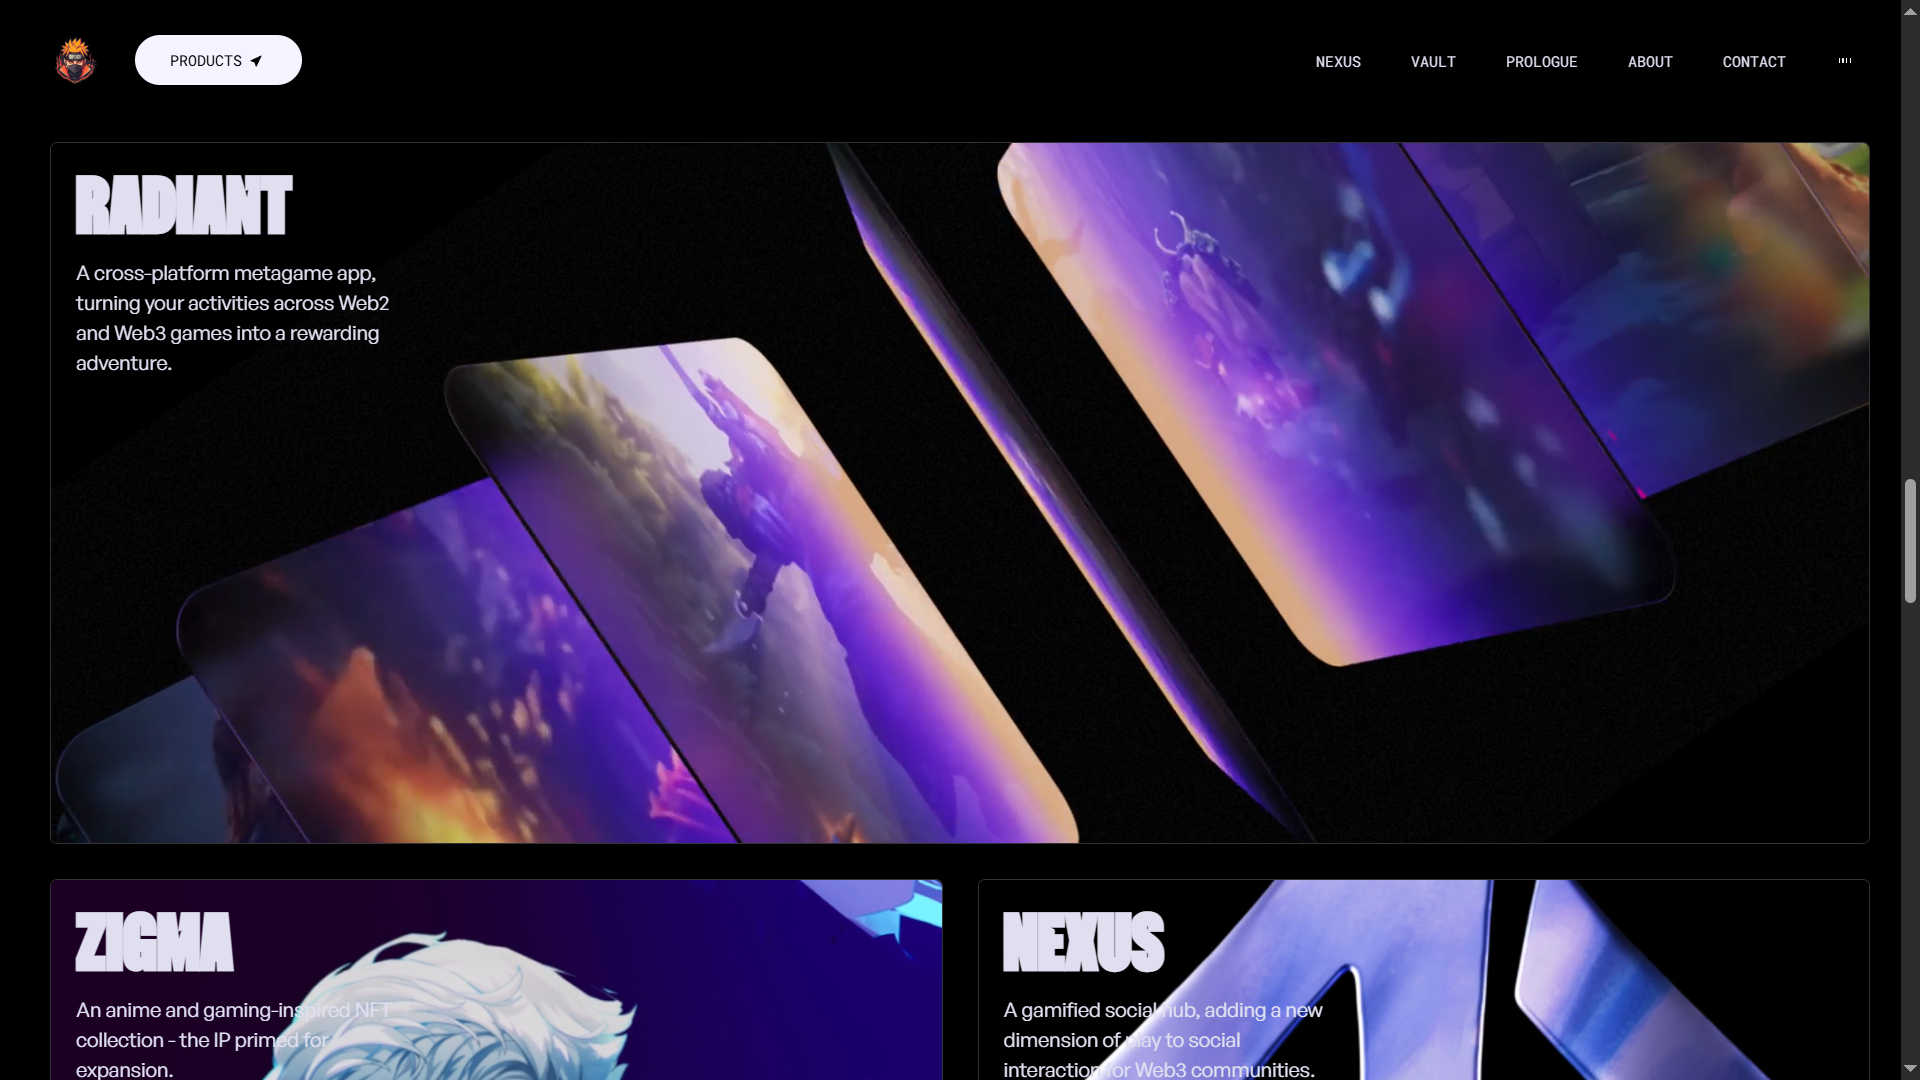 PRODUCTS
NEXUS
VAULT
PROLOGUE
ABOUT
CONTACT
RADIANT
A cross-platform metagame app,
turning your activities across Web2
and Web3 games into a rewarding
adventure.
ZIGMA
An anime and gaming-inspired NFT
collection - the IP primed for
expansion.
NEXUS
A gamified social hub, adding a new
dimension of play to social
interaction for Web3 communities.